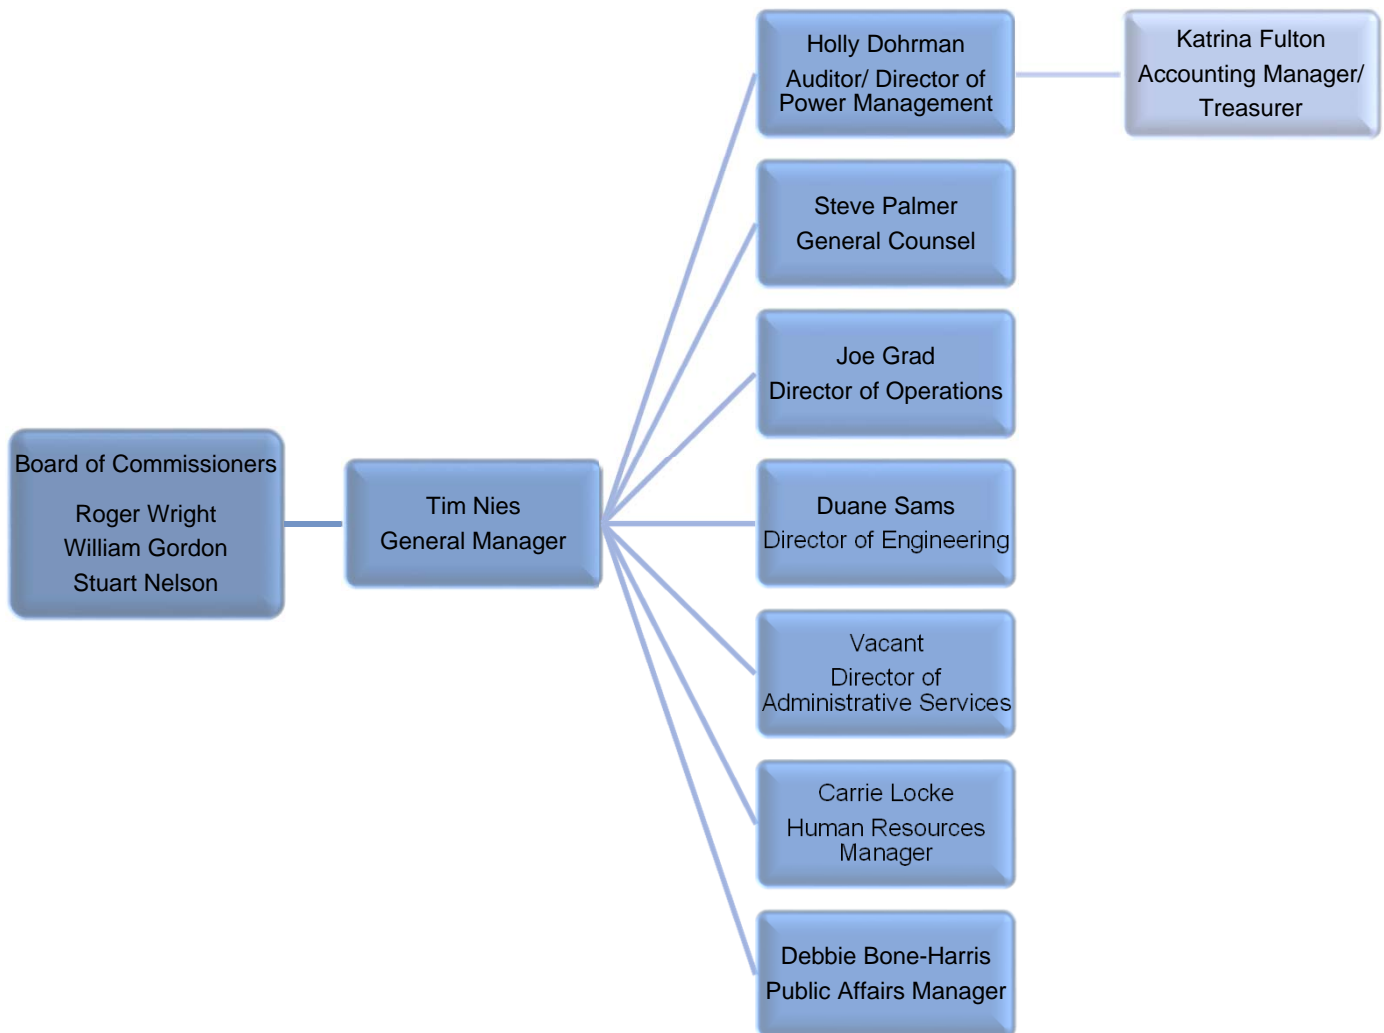 Board of Commissioners
Roger Wright
William Gordon
Stuart Nelson
Tim Nies
General Manager
Holly Dohrman
Auditor/ Director of
Power Management
Katrina Fulton
Accounting Manager/
Treasurer
Steve Palmer
General Counsel
Joe Grad
Director of Operations
Duane Sams
Director of Engineering
Vacant
Director of
Administrative Services
Carrie Locke
Human Resources
Manager
Debbie Bone-Harris
Public Affairs Manager